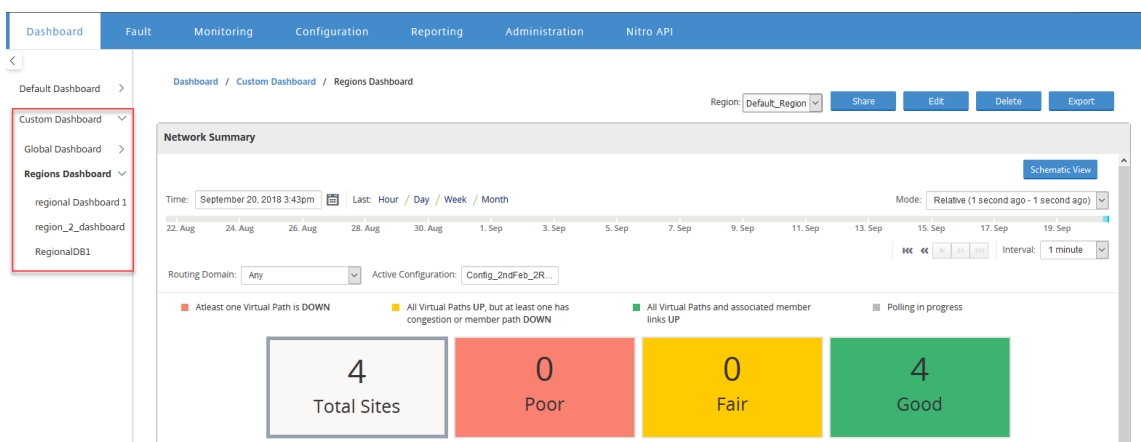 Dashboard Fault Monitoring Configuration Reporting Administration Nitro API
Default Dashboard
Custom Dashboard
Global Dashboard
Regions Dashboard
regional Dashboard 1
region_2_dashboard
RegionalDB1
Dashboard / Custom Dashboard / Regions Dashboard
Region: Default_Region Share Edit Delete Export
Network Summary
Schematic View
Time: September 20, 2018 3:43pm Last: Hour / Day / Week / Month Mode: Relative (1 second ago - 1 second ago)
22. Aug 24. Aug 26. Aug 28. Aug 30. Aug 1. Sep 3. Sep 5. Sep 7. Sep 9. Sep 11. Sep 13. Sep 15. Sep 17. Sep 19. Sep
Interval: 1 minute
Routing Domain: Any Active Configuration: Config_2ndFeb_2R...
Atleast one Virtual Path is DOWN
All Virtual Paths UP, but at least one has
congestion or member path DOWN
All Virtual Paths and associated member
links UP
Polling in progress
4
Total Sites
0
Poor
0
Fair
4
Good